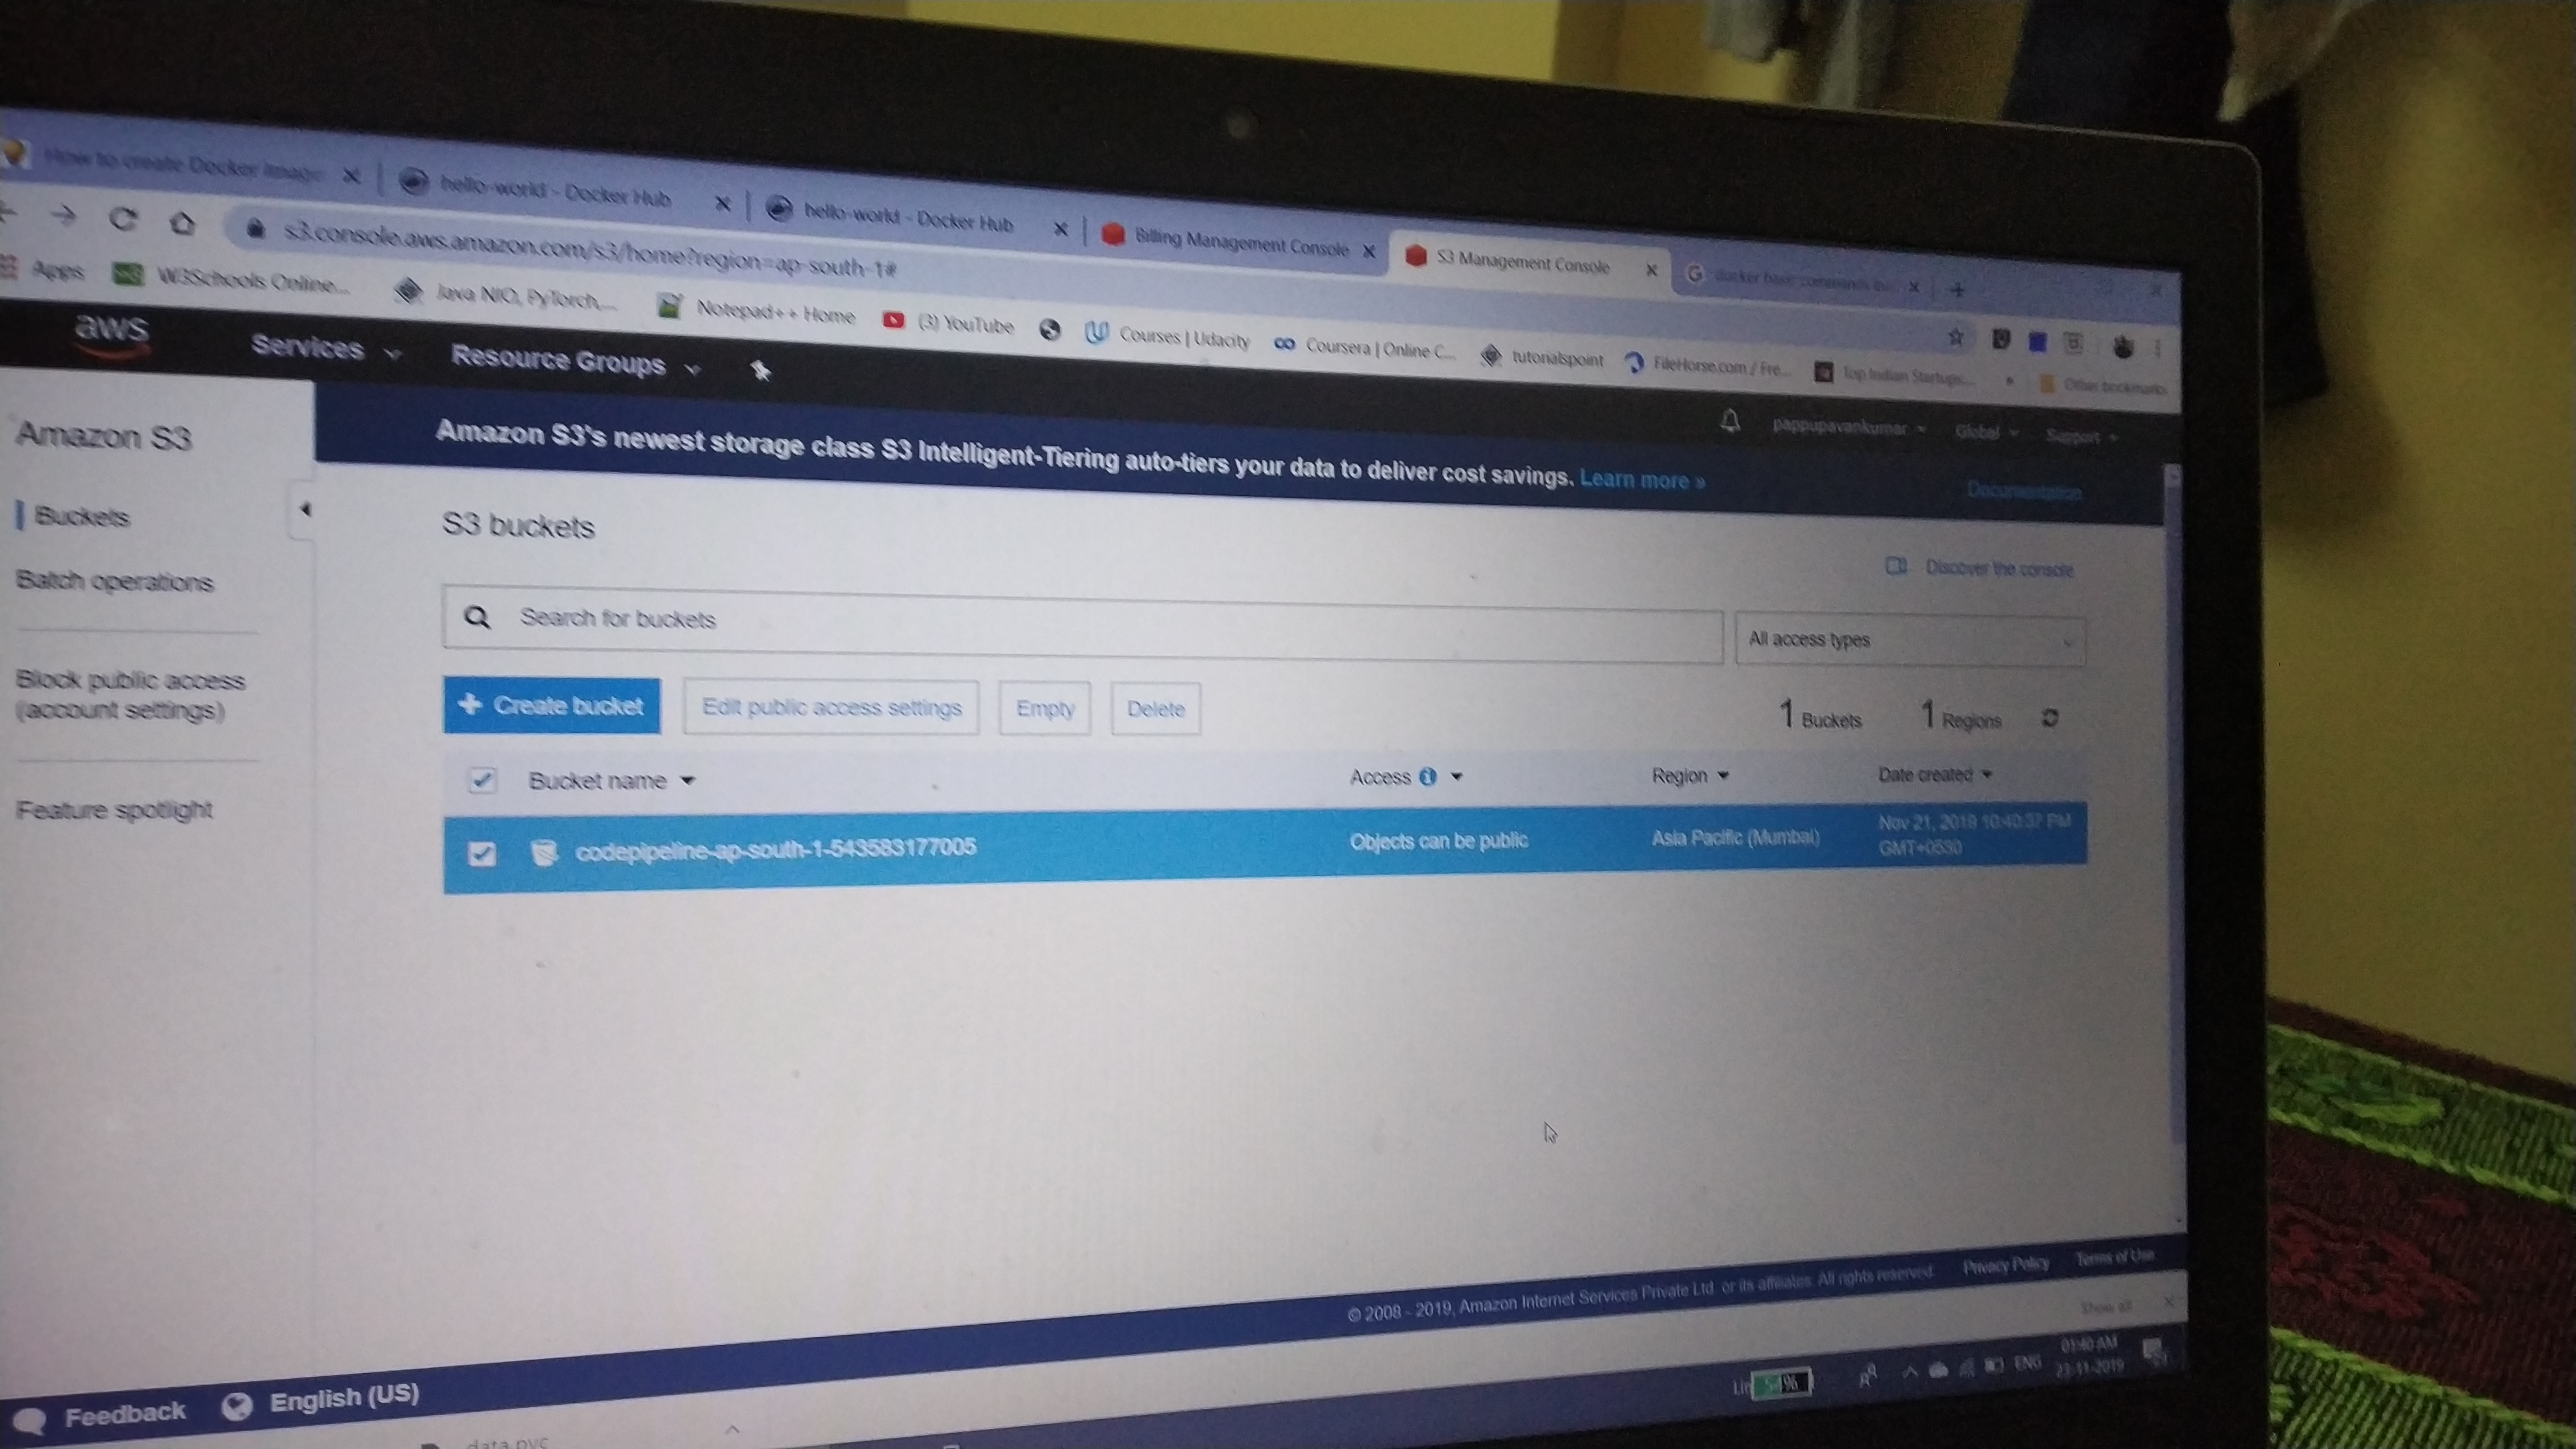 How to create Docker Image
hello-world - Docker Hub
hello-world - Docker Hub
Billing Management Console
S3 Management Console
s3.console.aws.amazon.com/s3/home?region=ap-south-1#
Apps
W3Schools Online...
Java NIO, PyTorch,...
Notepad++ Home
(3) YouTube
Courses | Udacity
Coursera | Online C...
tutorialspoint
FileHorse.com / Fre...
Top Indian Startups...
Other bookmarks
aws
Services
Resource Groups
pappupavankumar
Global
Support
Amazon S3
Buckets
Batch operations
Block public access
(account settings)
Feature spotlight
Amazon S3's newest storage class S3 Intelligent-Tiering auto-tiers your data to deliver cost savings. Learn more »
Documentation
S3 buckets
Discover the console
Search for buckets
All access types
+ Create bucket
Edit public access settings
Empty
Delete
1 Buckets
1 Regions
Bucket name
Access
Region
Date created
codepipeline-ap-south-1-543583177005
Objects can be public
Asia Pacific (Mumbai)
Nov 21, 2019 10:40:37 PM
GMT+0530
© 2008 - 2019, Amazon Internet Services Private Ltd. or its affiliates. All rights reserved.
Privacy Policy
Terms of Use
Show all
Feedback
English (US)
54%
ENG
01:40 AM
23-11-2019